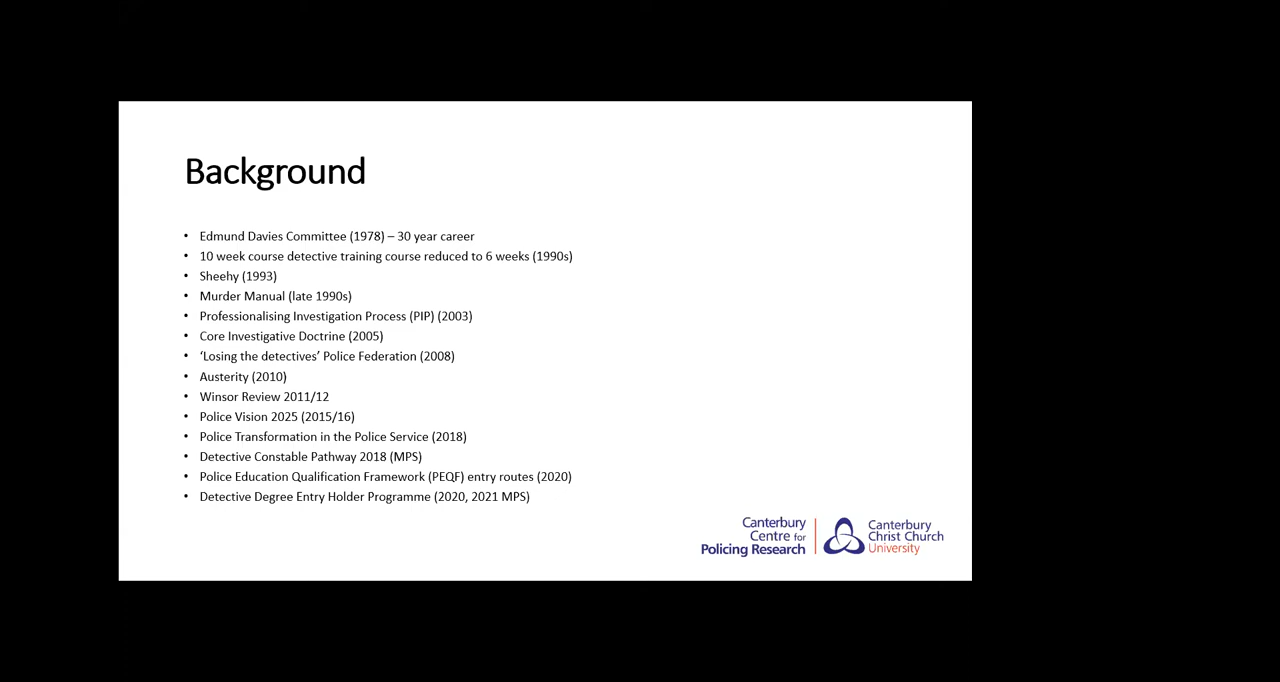 Background
• Edmund Davies Committee (1978) – 30 year career
• 10 week course detective training course reduced to 6 weeks (1990s)
• Sheehy (1993)
• Murder Manual (late 1990s)
• Professionalising Investigation Process (PIP) (2003)
• Core Investigative Doctrine (2005)
• ‘Losing the detectives’ Police Federation (2008)
• Austerity (2010)
• Winsor Review 2011/12
• Police Vision 2025 (2015/16)
• Police Transformation in the Police Service (2018)
• Detective Constable Pathway 2018 (MPS)
• Police Education Qualification Framework (PEQF) entry routes (2020)
• Detective Degree Entry Holder Programme (2020, 2021 MPS)
Canterbury
Centre for
Policing Research
Canterbury
Christ Church
University